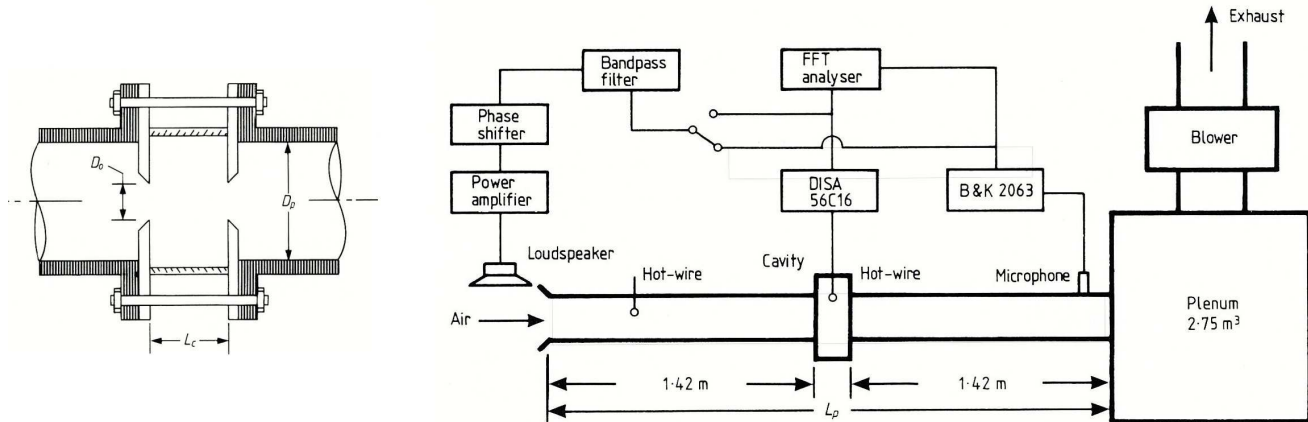 D₀
Dₚ
L𝒸
Exhaust
Bandpass
filter
FFT
analyser
Phase
shifter
Blower
Power
amplifier
DISA
56C16
B&K 2063
Loudspeaker
Hot-wire
Cavity
Hot-wire
Microphone
Air
Plenum
2·75 m³
1·42 m
1·42 m
Lₚ